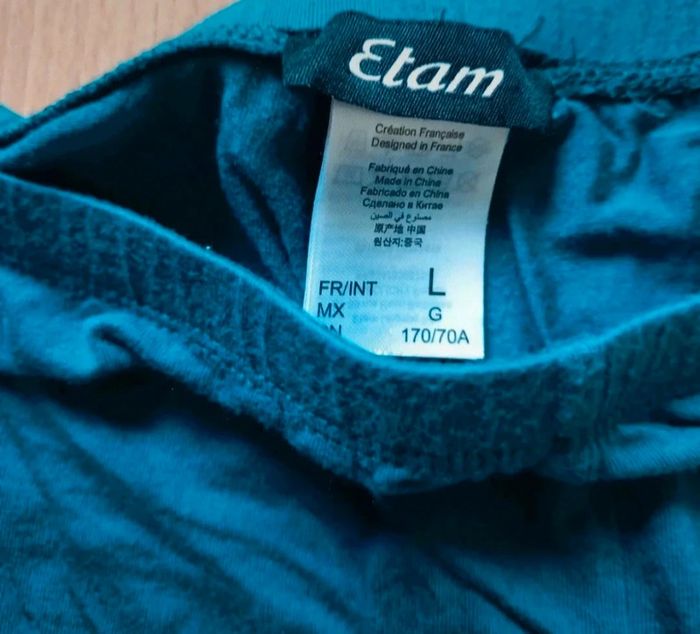 Etam
Création Française
Designed in France
Fabriqué en Chine
Made in China
Fabricado en China
Сделано в Китае
مصنوع في الصين
原产地 中国
원산지:중국
FR/INT L
MX G
170/70A